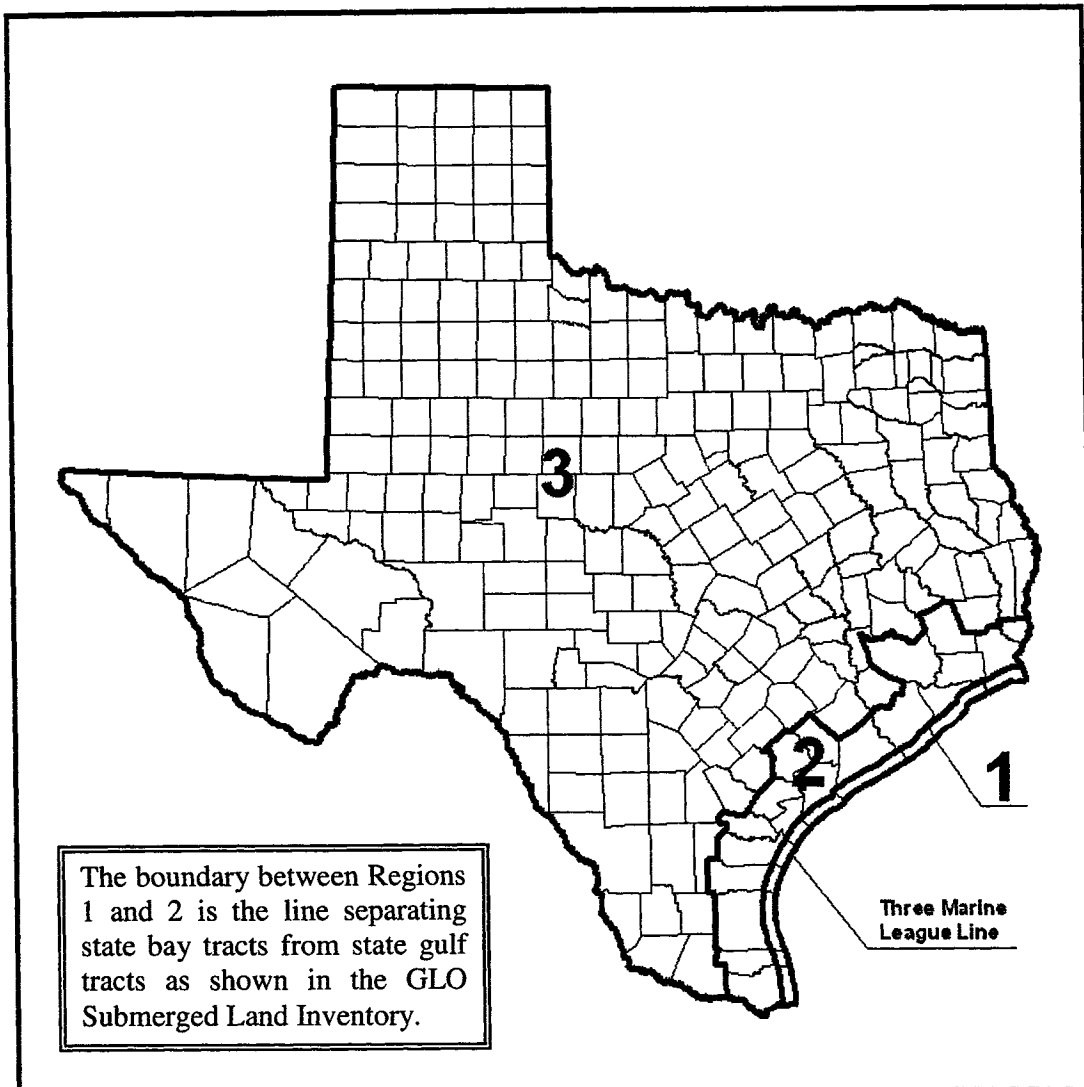 3
2
1
Three Marine
League Line
The boundary between Regions
1 and 2 is the line separating
state bay tracts from state gulf
tracts as shown in the GLO
Submerged Land Inventory.